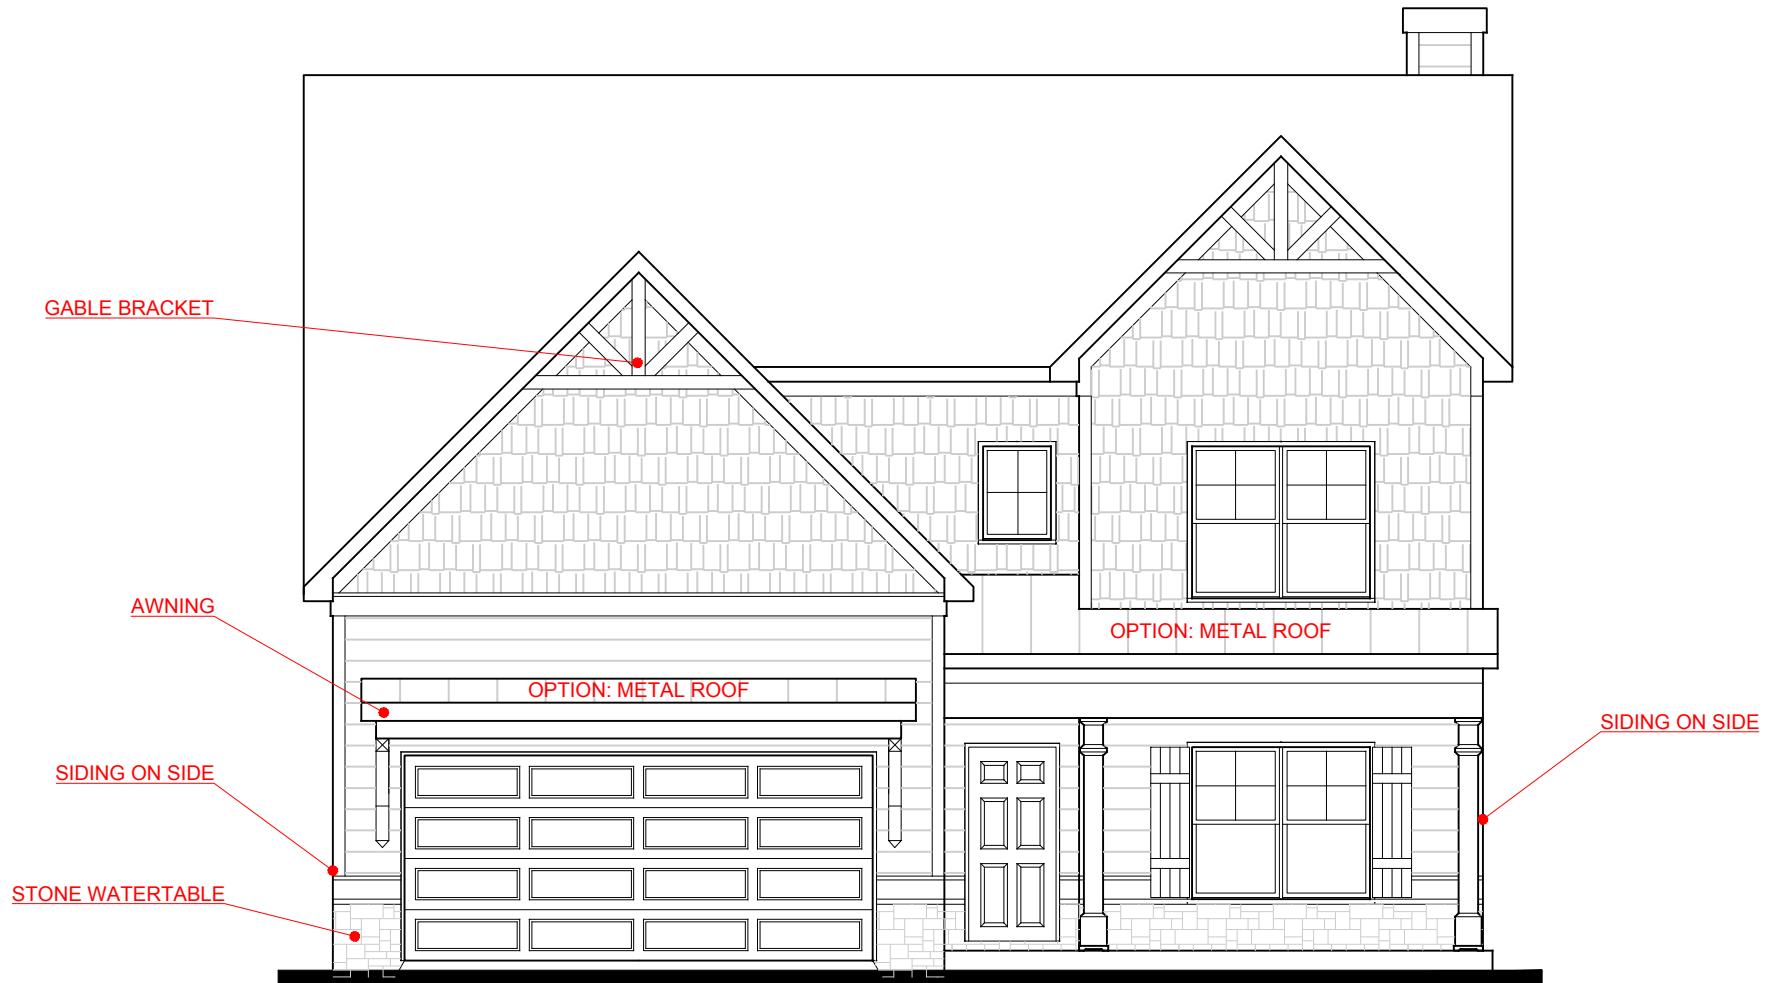 GABLE BRACKET
AWNING
OPTION: METAL ROOF
OPTION: METAL ROOF
SIDING ON SIDE
SIDING ON SIDE
STONE WATERTABLE